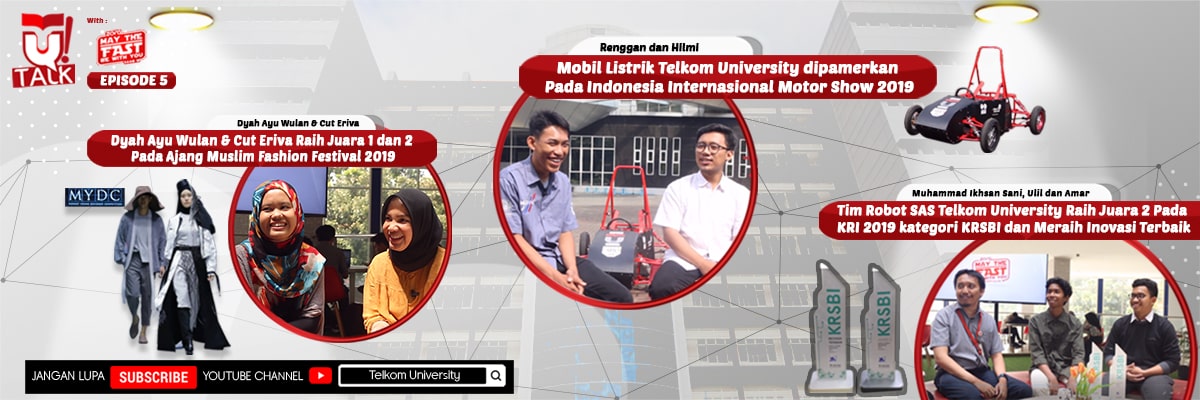 TU!
TALK
With :
MAY THE
FAST
BE WITH YOU
EPISODE 5
Dyah Ayu Wulan & Cut Eriva
Dyah Ayu Wulan & Cut Eriva Raih Juara 1 dan 2
Pada Ajang Muslim Fashion Festival 2019
MYDC
Renggan dan Hilmi
Mobil Listrik Telkom University dipamerkan
Pada Indonesia Internasional Motor Show 2019
Muhammad Ikhsan Sani, Ulil dan Amar
Tim Robot SAS Telkom University Raih Juara 2 Pada
KRI 2019 kategori KRSBI dan Meraih Inovasi Terbaik
MAY THE
FAST
KRSBI
KRSBI
JANGAN LUPA SUBSCRIBE YOUTUBE CHANNEL Telkom University